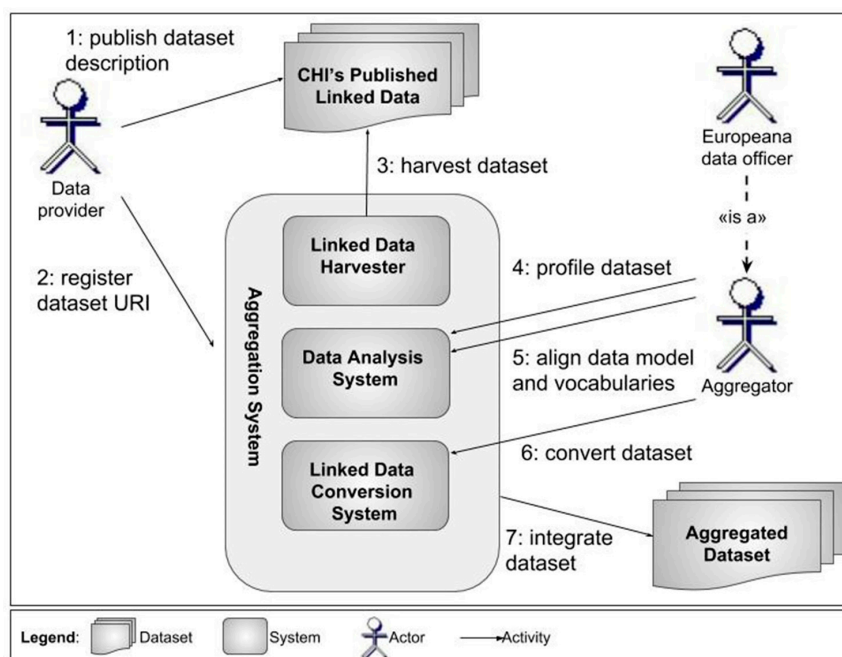 1: publish dataset
description
CHI's Published
Linked Data
Data
provider
Europeana
data officer
3: harvest dataset
«is a»
2: register
dataset URI
Aggregation System
Linked Data
Harvester
4: profile dataset
Data Analysis
System
5: align data model
and vocabularies
Aggregator
Linked Data
Conversion
System
6: convert dataset
7: integrate
dataset
Aggregated
Dataset
Legend: Dataset System Actor Activity